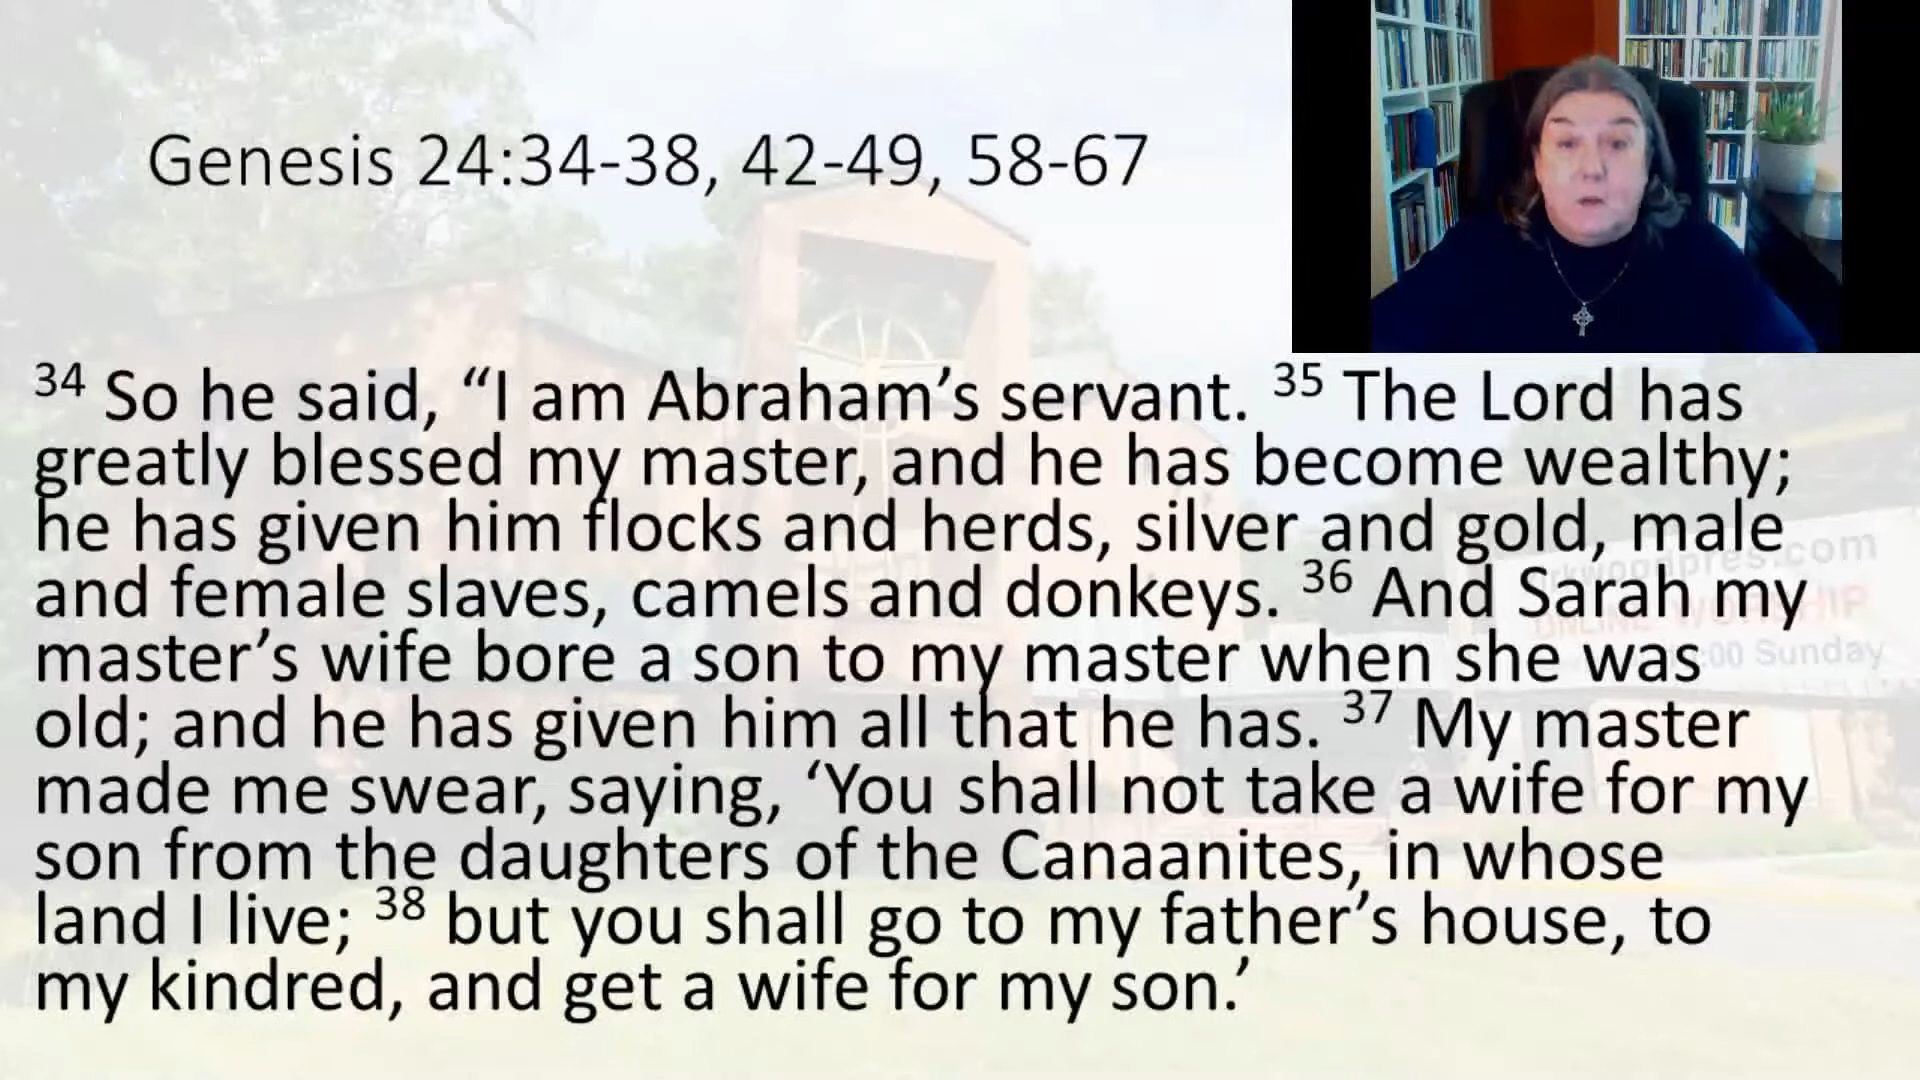 Genesis 24:34-38, 42-49, 58-67
34 So he said, “I am Abraham’s servant. 35 The Lord has
greatly blessed my master, and he has become wealthy;
he has given him flocks and herds, silver and gold, male
and female slaves, camels and donkeys. 36 And Sarah my
master’s wife bore a son to my master when she was
old; and he has given him all that he has. 37 My master
made me swear, saying, ‘You shall not take a wife for my
son from the daughters of the Canaanites, in whose
land I live; 38 but you shall go to my father’s house, to
my kindred, and get a wife for my son.’
ONLINE WORSHIP
:00 Sunday